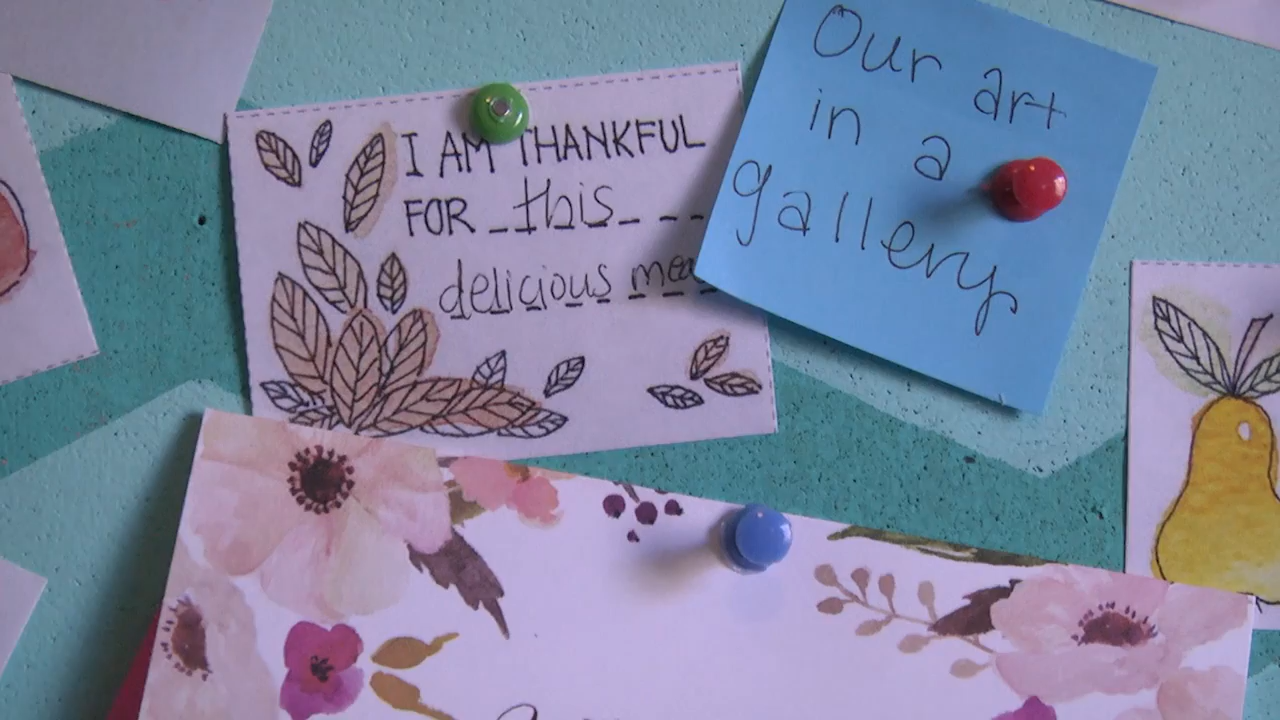 I AM THANKFUL
FOR this
delicious
Our art
in a
gallery